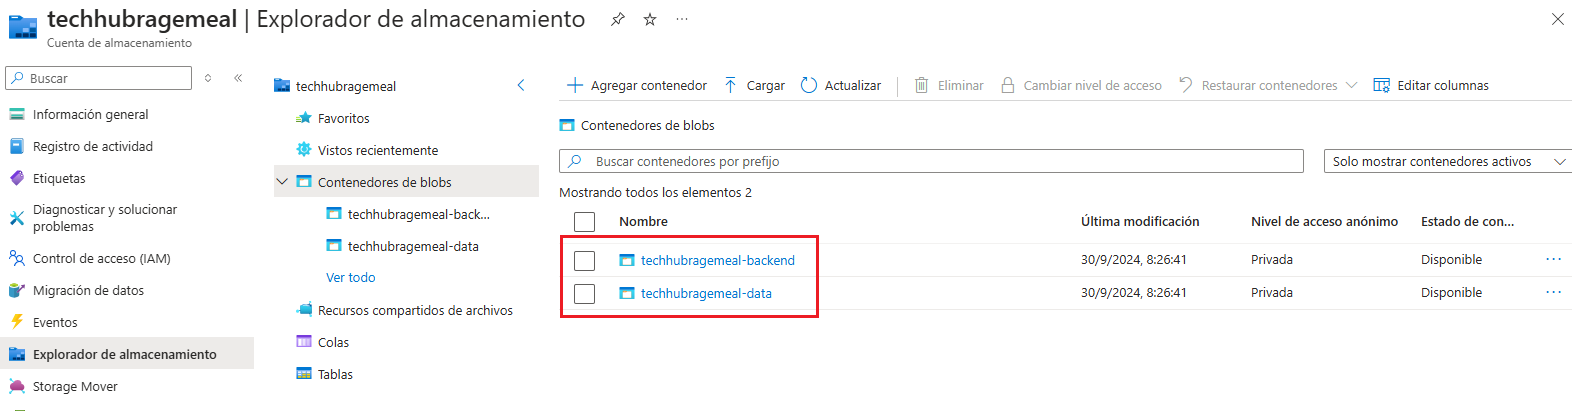 techhubragemeal | Explorador de almacenamiento
Cuenta de almacenamiento
Buscar
Información general
Registro de actividad
Etiquetas
Diagnosticar y solucionar
problemas
Control de acceso (IAM)
Migración de datos
Eventos
Explorador de almacenamiento
Storage Mover
techhubragemeal
Favoritos
Vistos recientemente
Contenedores de blobs
techhubragemeal-back...
techhubragemeal-data
Ver todo
Recursos compartidos de archivos
Colas
Tablas
Agregar contenedor Cargar Actualizar Eliminar Cambiar nivel de acceso Restaurar contenedores Editar columnas
Contenedores de blobs
Buscar contenedores por prefijo Solo mostrar contenedores activos
Mostrando todos los elementos 2
Nombre Última modificación Nivel de acceso anónimo Estado de con...
techhubragemeal-backend 30/9/2024, 8:26:41 Privada Disponible
techhubragemeal-data 30/9/2024, 8:26:41 Privada Disponible